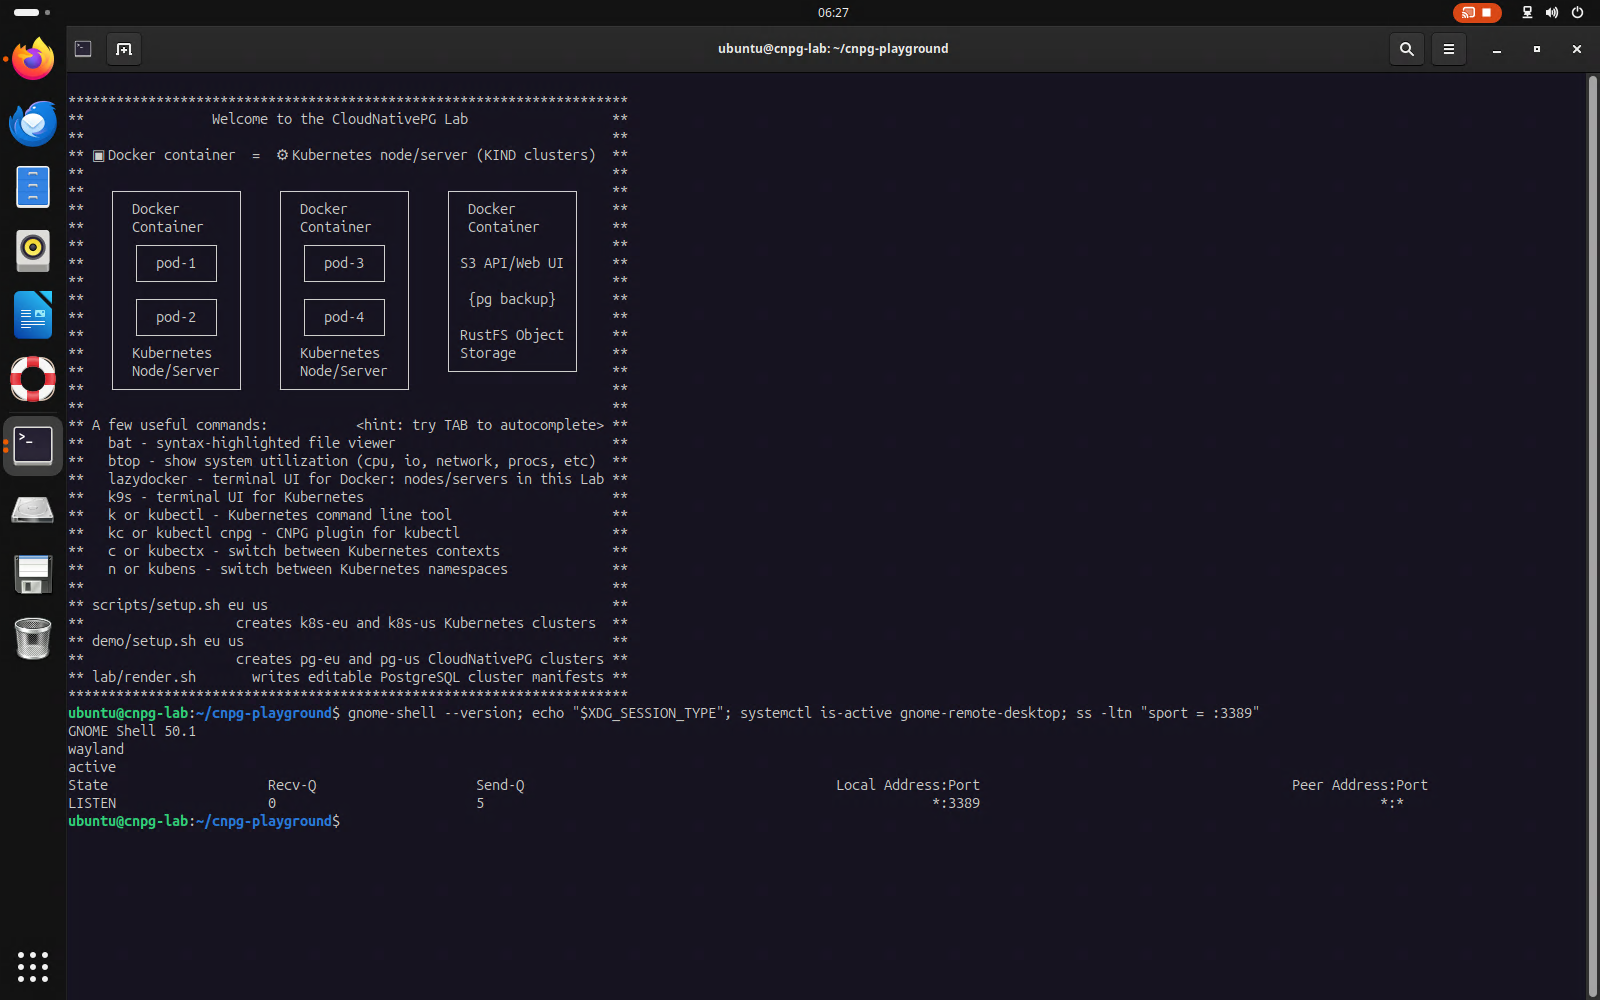 06:27
ubuntu@cnpg-lab: ~/cnpg-playground
**********************************************************************
** Welcome to the CloudNativePG Lab **
** **
** Docker container = Kubernetes node/server (KIND clusters) **
** **
** **
** Docker Docker Docker **
** Container Container Container **
** **
** pod-1 pod-3 S3 API/Web UI **
** **
** {pg backup} **
** pod-2 pod-4 **
** RustFS Object **
** Kubernetes Kubernetes Storage **
** Node/Server Node/Server **
** **
** **
** A few useful commands: <hint: try TAB to autocomplete> **
** bat - syntax-highlighted file viewer **
** btop - show system utilization (cpu, io, network, procs, etc) **
** lazydocker - terminal UI for Docker: nodes/servers in this Lab **
** k9s - terminal UI for Kubernetes **
** k or kubectl - Kubernetes command line tool **
** kc or kubectl cnpg - CNPG plugin for kubectl **
** c or kubectx - switch between Kubernetes contexts **
** n or kubens - switch between Kubernetes namespaces **
** **
** scripts/setup.sh eu us **
** creates k8s-eu and k8s-us Kubernetes clusters **
** demo/setup.sh eu us **
** creates pg-eu and pg-us CloudNativePG clusters **
** lab/render.sh writes editable PostgreSQL cluster manifests **
**********************************************************************
ubuntu@cnpg-lab:~/cnpg-playground$ gnome-shell --version; echo "$XDG_SESSION_TYPE"; systemctl is-active gnome-remote-desktop; ss -ltn "sport = :3389"
GNOME Shell 50.1
wayland
active
State Recv-Q Send-Q Local Address:Port Peer Address:Port
LISTEN 0 5 *:3389 *:*
ubuntu@cnpg-lab:~/cnpg-playground$